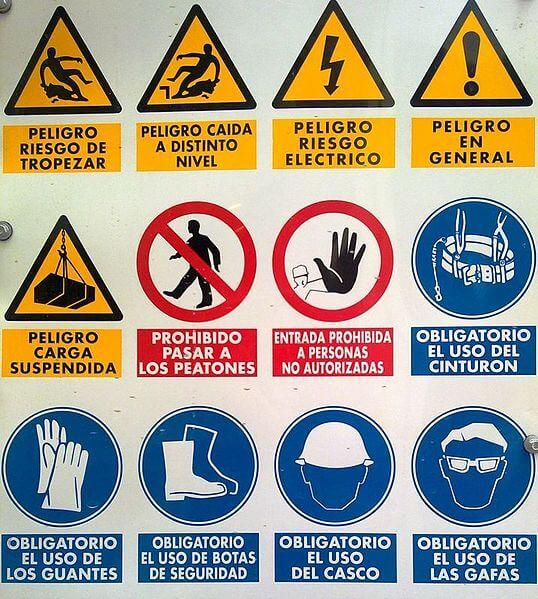 PELIGRO
RIESGO DE
TROPEZAR
PELIGRO CAIDA
A DISTINTO
NIVEL
PELIGRO
RIESGO
ELECTRICO
PELIGRO
EN
GENERAL
PELIGRO
CARGA
SUSPENDIDA
PROHIBIDO
PASAR A
LOS PEATONES
ENTRADA PROHIBIDA
A PERSONAS
NO AUTORIZADAS
OBLIGATORIO
EL USO DEL
CINTURON
OBLIGATORIO
EL USO DE
LOS GUANTES
OBLIGATORIO
EL USO DE BOTAS
DE SEGURIDAD
OBLIGATORIO
EL USO
DEL CASCO
OBLIGATORIO
EL USO DE
LAS GAFAS